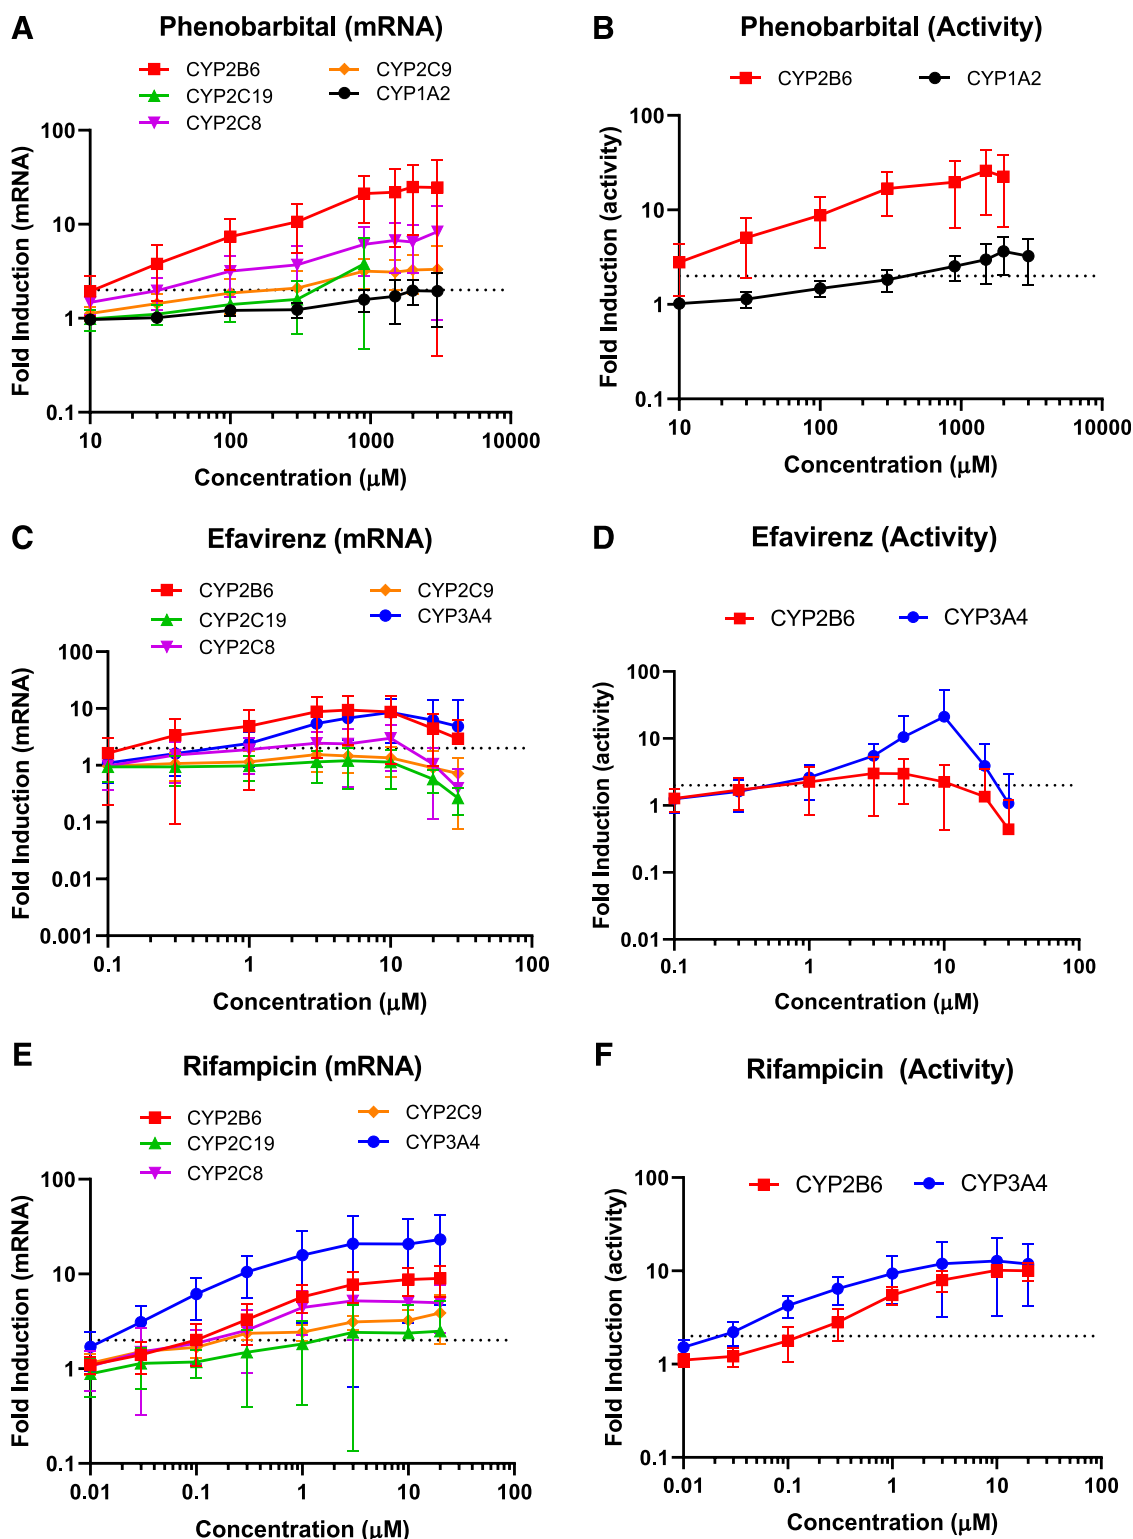 A
Phenobarbital (mRNA)
CYP2B6
CYP2C9
CYP2C19
CYP1A2
CYP2C8
Fold Induction (mRNA)
100
10
1
0.1
10
100
1000
10000
Concentration (μM)
B
Phenobarbital (Activity)
CYP2B6
CYP1A2
Fold Induction (activity)
100
10
1
0.1
10
100
1000
10000
Concentration (μM)
C
Efavirenz (mRNA)
CYP2B6
CYP2C9
CYP2C19
CYP3A4
CYP2C8
Fold Induction (mRNA)
100
10
1
0.1
0.01
0.001
0.1
1
10
100
Concentration (μM)
D
Efavirenz (Activity)
CYP2B6
CYP3A4
Fold Induction (activity)
100
10
1
0.1
0.01
0.1
1
10
100
Concentration (μM)
E
Rifampicin (mRNA)
CYP2B6
CYP2C9
CYP2C19
CYP3A4
CYP2C8
Fold Induction (mRNA)
100
10
1
0.1
0.01
0.1
1
10
100
Concentration (μM)
F
Rifampicin (Activity)
CYP2B6
CYP3A4
Fold Induction (activity)
100
10
1
0.1
0.01
0.1
1
10
100
Concentration (μM)